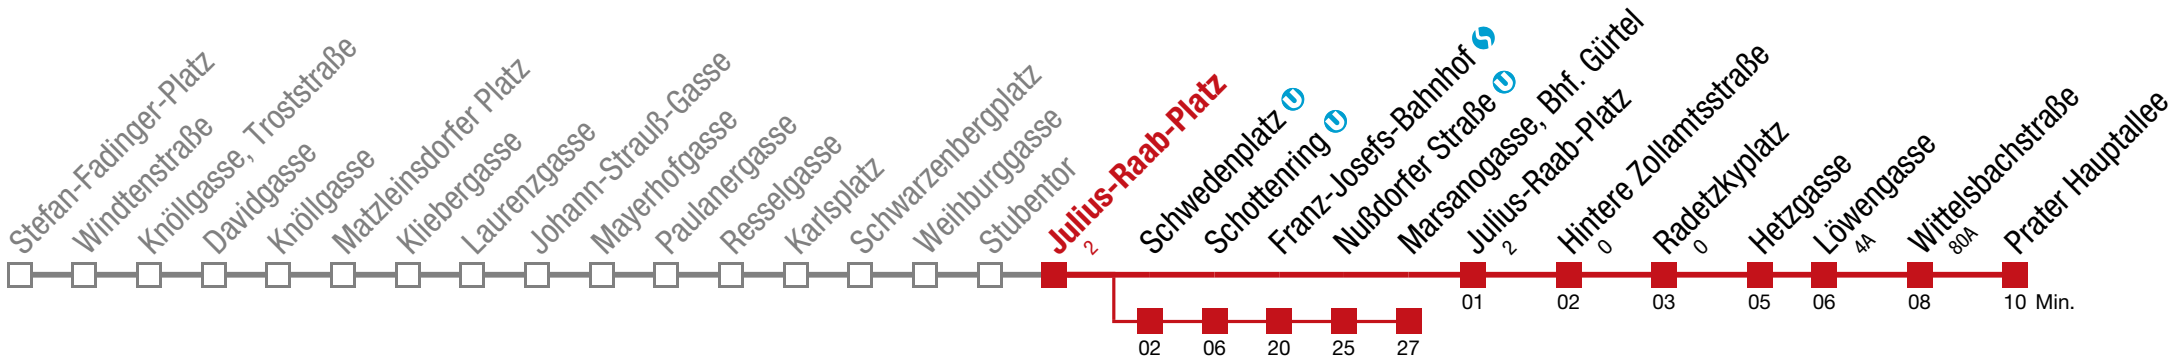 Stefan-Fadinger-Platz
Windtenstraße
Knöllgasse, Troststraße
Davidgasse
Knöllgasse
Matzleinsdorfer Platz
Kliebergasse
Laurenzgasse
Johann-Strauß-Gasse
Mayerhofgasse
Paulanergasse
Resselgasse
Karlsplatz
Schwarzenbergplatz
Weihburggasse
Stubentor
Julius-Raab-Platz
2
Schwedenplatz U
Schottenring U
Franz-Josefs-Bahnhof S
Nußdorfer Straße U
Marsanogasse, Bhf. Gürtel
Julius-Raab-Platz
2
Hintere Zollamtsstraße
0
Radetzkyplatz
0
Hetzgasse
Löwengasse
4A
Wittelsbachstraße
80A
Prater Hauptallee
01 02 03 05 06 08 10 Min.
02 06 20 25 27